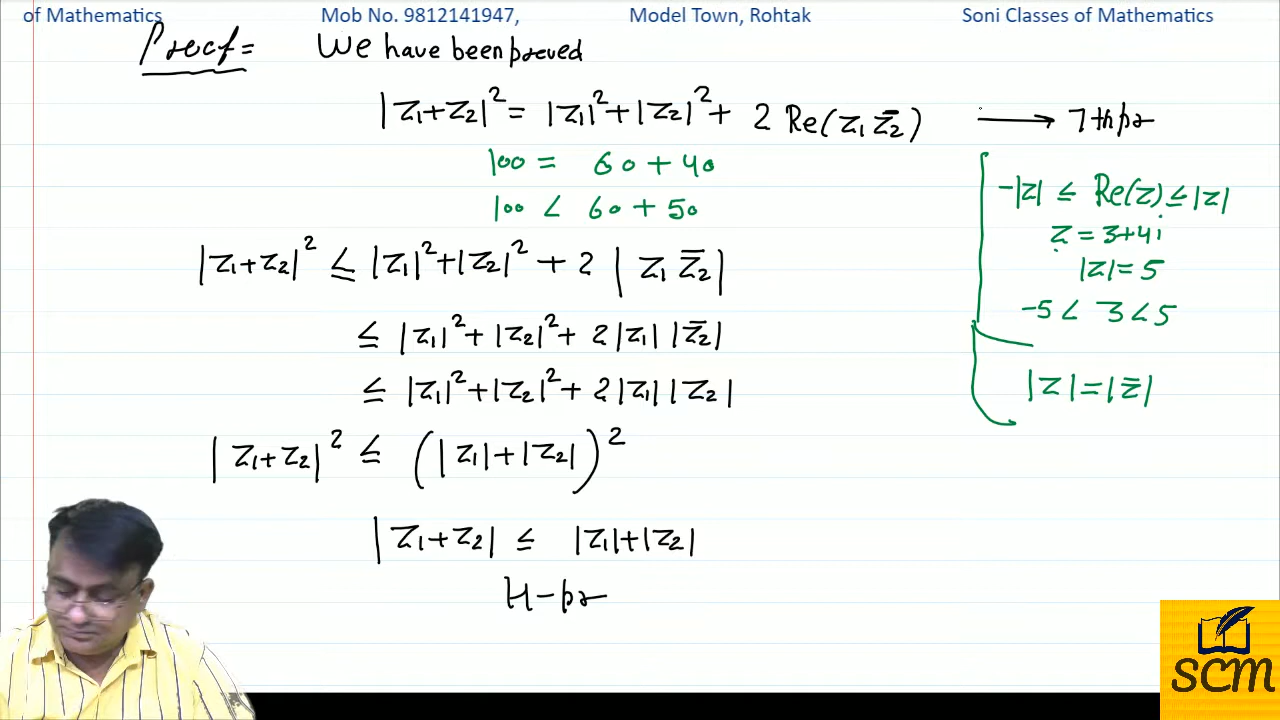 of Mathematics Mob No. 9812141947, Model Town, Rohtak Soni Classes of Mathematics
Proof = We have been proved
|z₁+z₂|² = |z₁|²+|z₂|²+ 2 Re(z₁ z̄₂) → 7th pr
100 = 60 + 40
100 < 60 + 50
-|z| ≤ Re(z) ≤ |z|
z = 3+4i
|z| = 5
-5 < 3 < 5
|z| = |z̄|
|z₁+z₂|² ≤ |z₁|²+|z₂|² + 2 | z₁ z̄₂|
≤ |z₁|²+|z₂|²+ 2|z₁| |z̄₂|
≤ |z₁|²+|z₂|²+ 2|z₁| |z₂|
|z₁+z₂|² ≤ (|z₁|+|z₂|)²
|z₁+z₂| ≤ |z₁|+|z₂|
H-pr
SCM